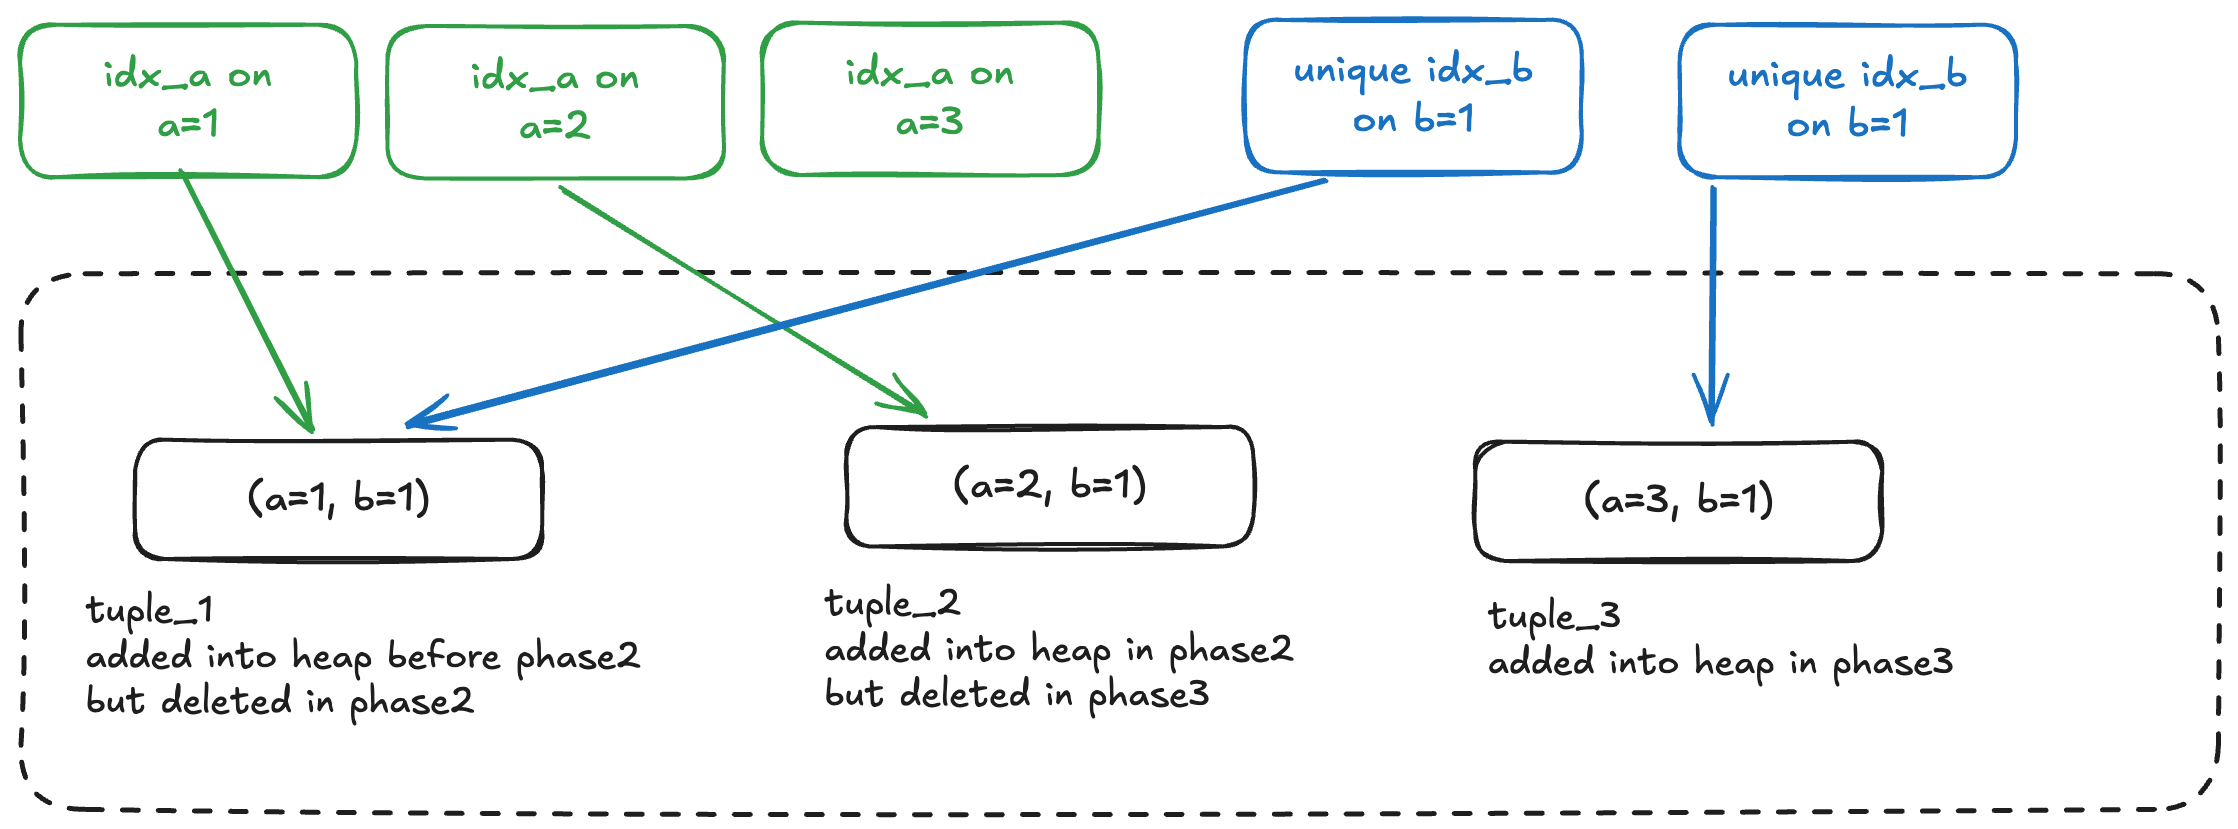 idx_a on
a=1
idx_a on
a=2
idx_a on
a=3
unique idx_b
on b=1
unique idx_b
on b=1
(a=1, b=1)
(a=2, b=1)
(a=3, b=1)
tuple_1
added into heap before phase2
but deleted in phase2
tuple_2
added into heap in phase2
but deleted in phase3
tuple_3
added into heap in phase3